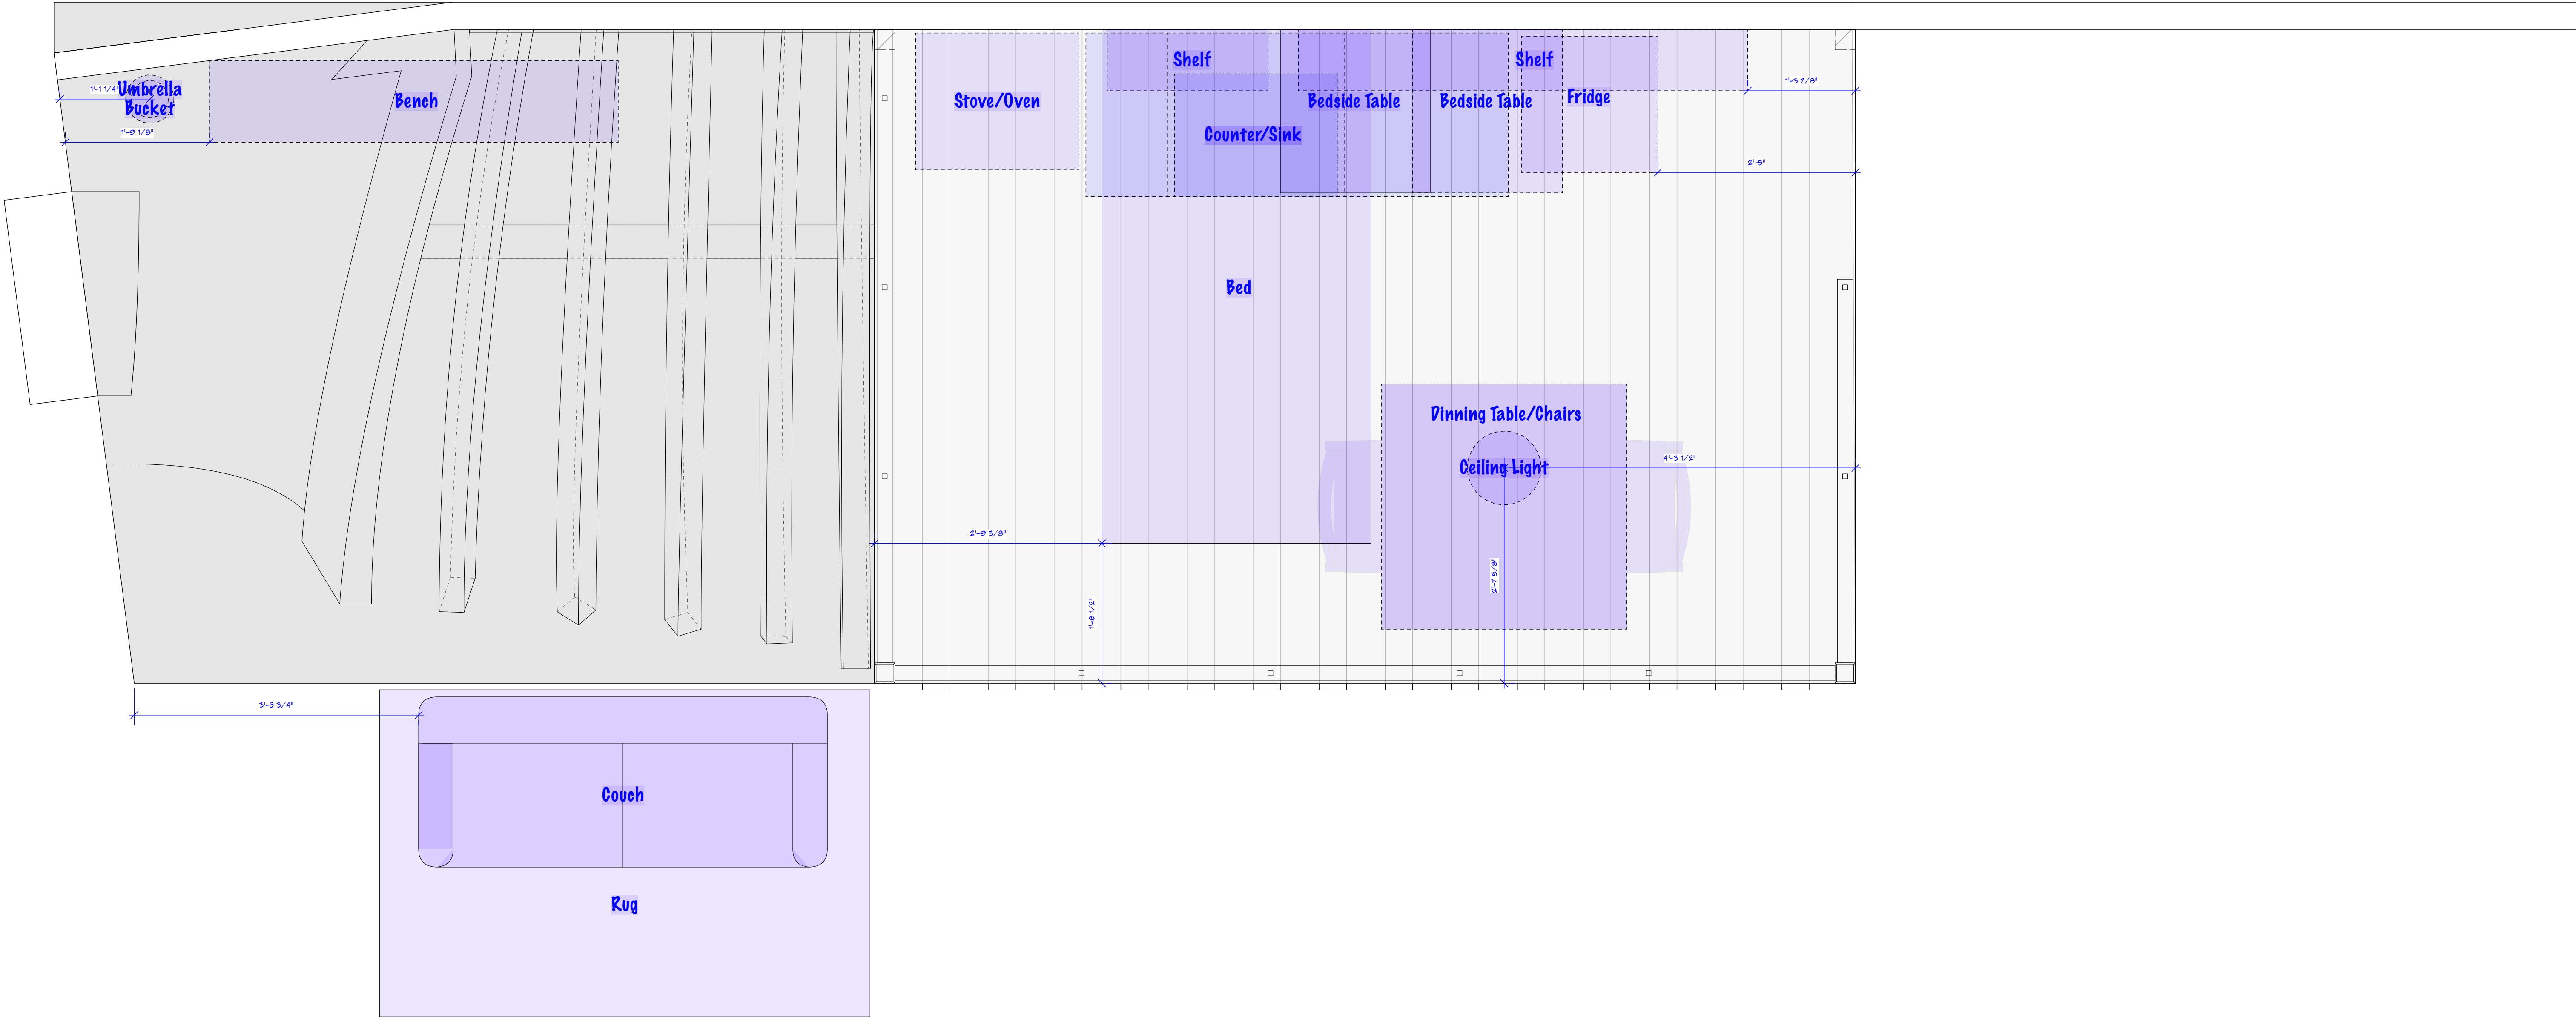 Shelf
Shelf
1'-3 7/8"
Umbrella
Bucket
1'-1 1/4"
Bench
Stove/Oven
Bedside Table
Bedside Table
Fridge
Counter/Sink
1'-9 1/8"
2'-5"
Bed
Dinning Table/Chairs
Ceiling Light
4'-3 1/2"
2'-9 3/8"
2'-7 5/8"
1'-8 1/2"
3'-5 3/4"
Couch
Rug